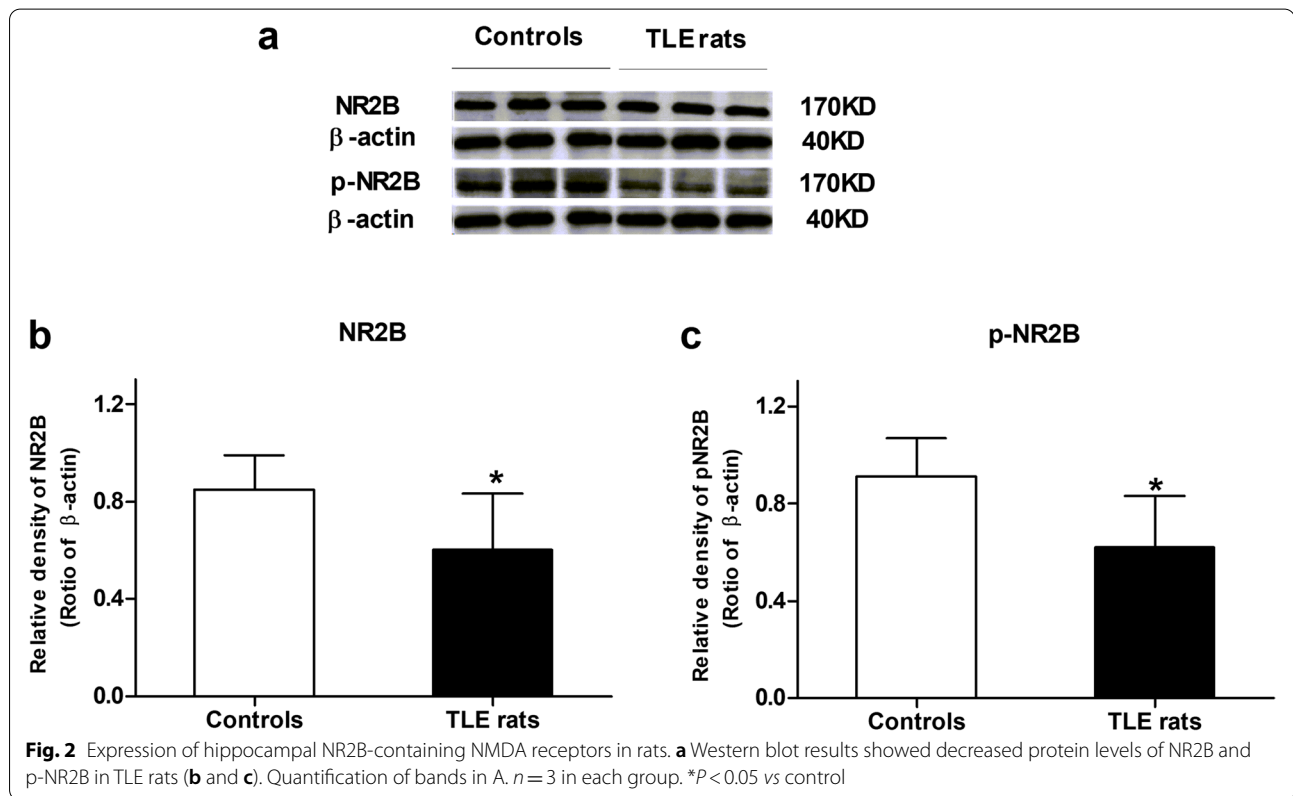 a
Controls TLE rats
NR2B 170KD
β-actin 40KD
p-NR2B 170KD
β-actin 40KD
b
NR2B
Relative density of NR2B
(Rotio of β-actin)
1.2
0.8
0.4
0.0
*
Controls TLE rats
c
p-NR2B
Relative density of pNR2B
(Rotio of β-actin)
1.2
0.8
0.4
0.0
*
Controls TLE rats
Fig. 2 Expression of hippocampal NR2B-containing NMDA receptors in rats. a Western blot results showed decreased protein levels of NR2B and
p-NR2B in TLE rats (b and c). Quantification of bands in A. n = 3 in each group. *P < 0.05 vs control